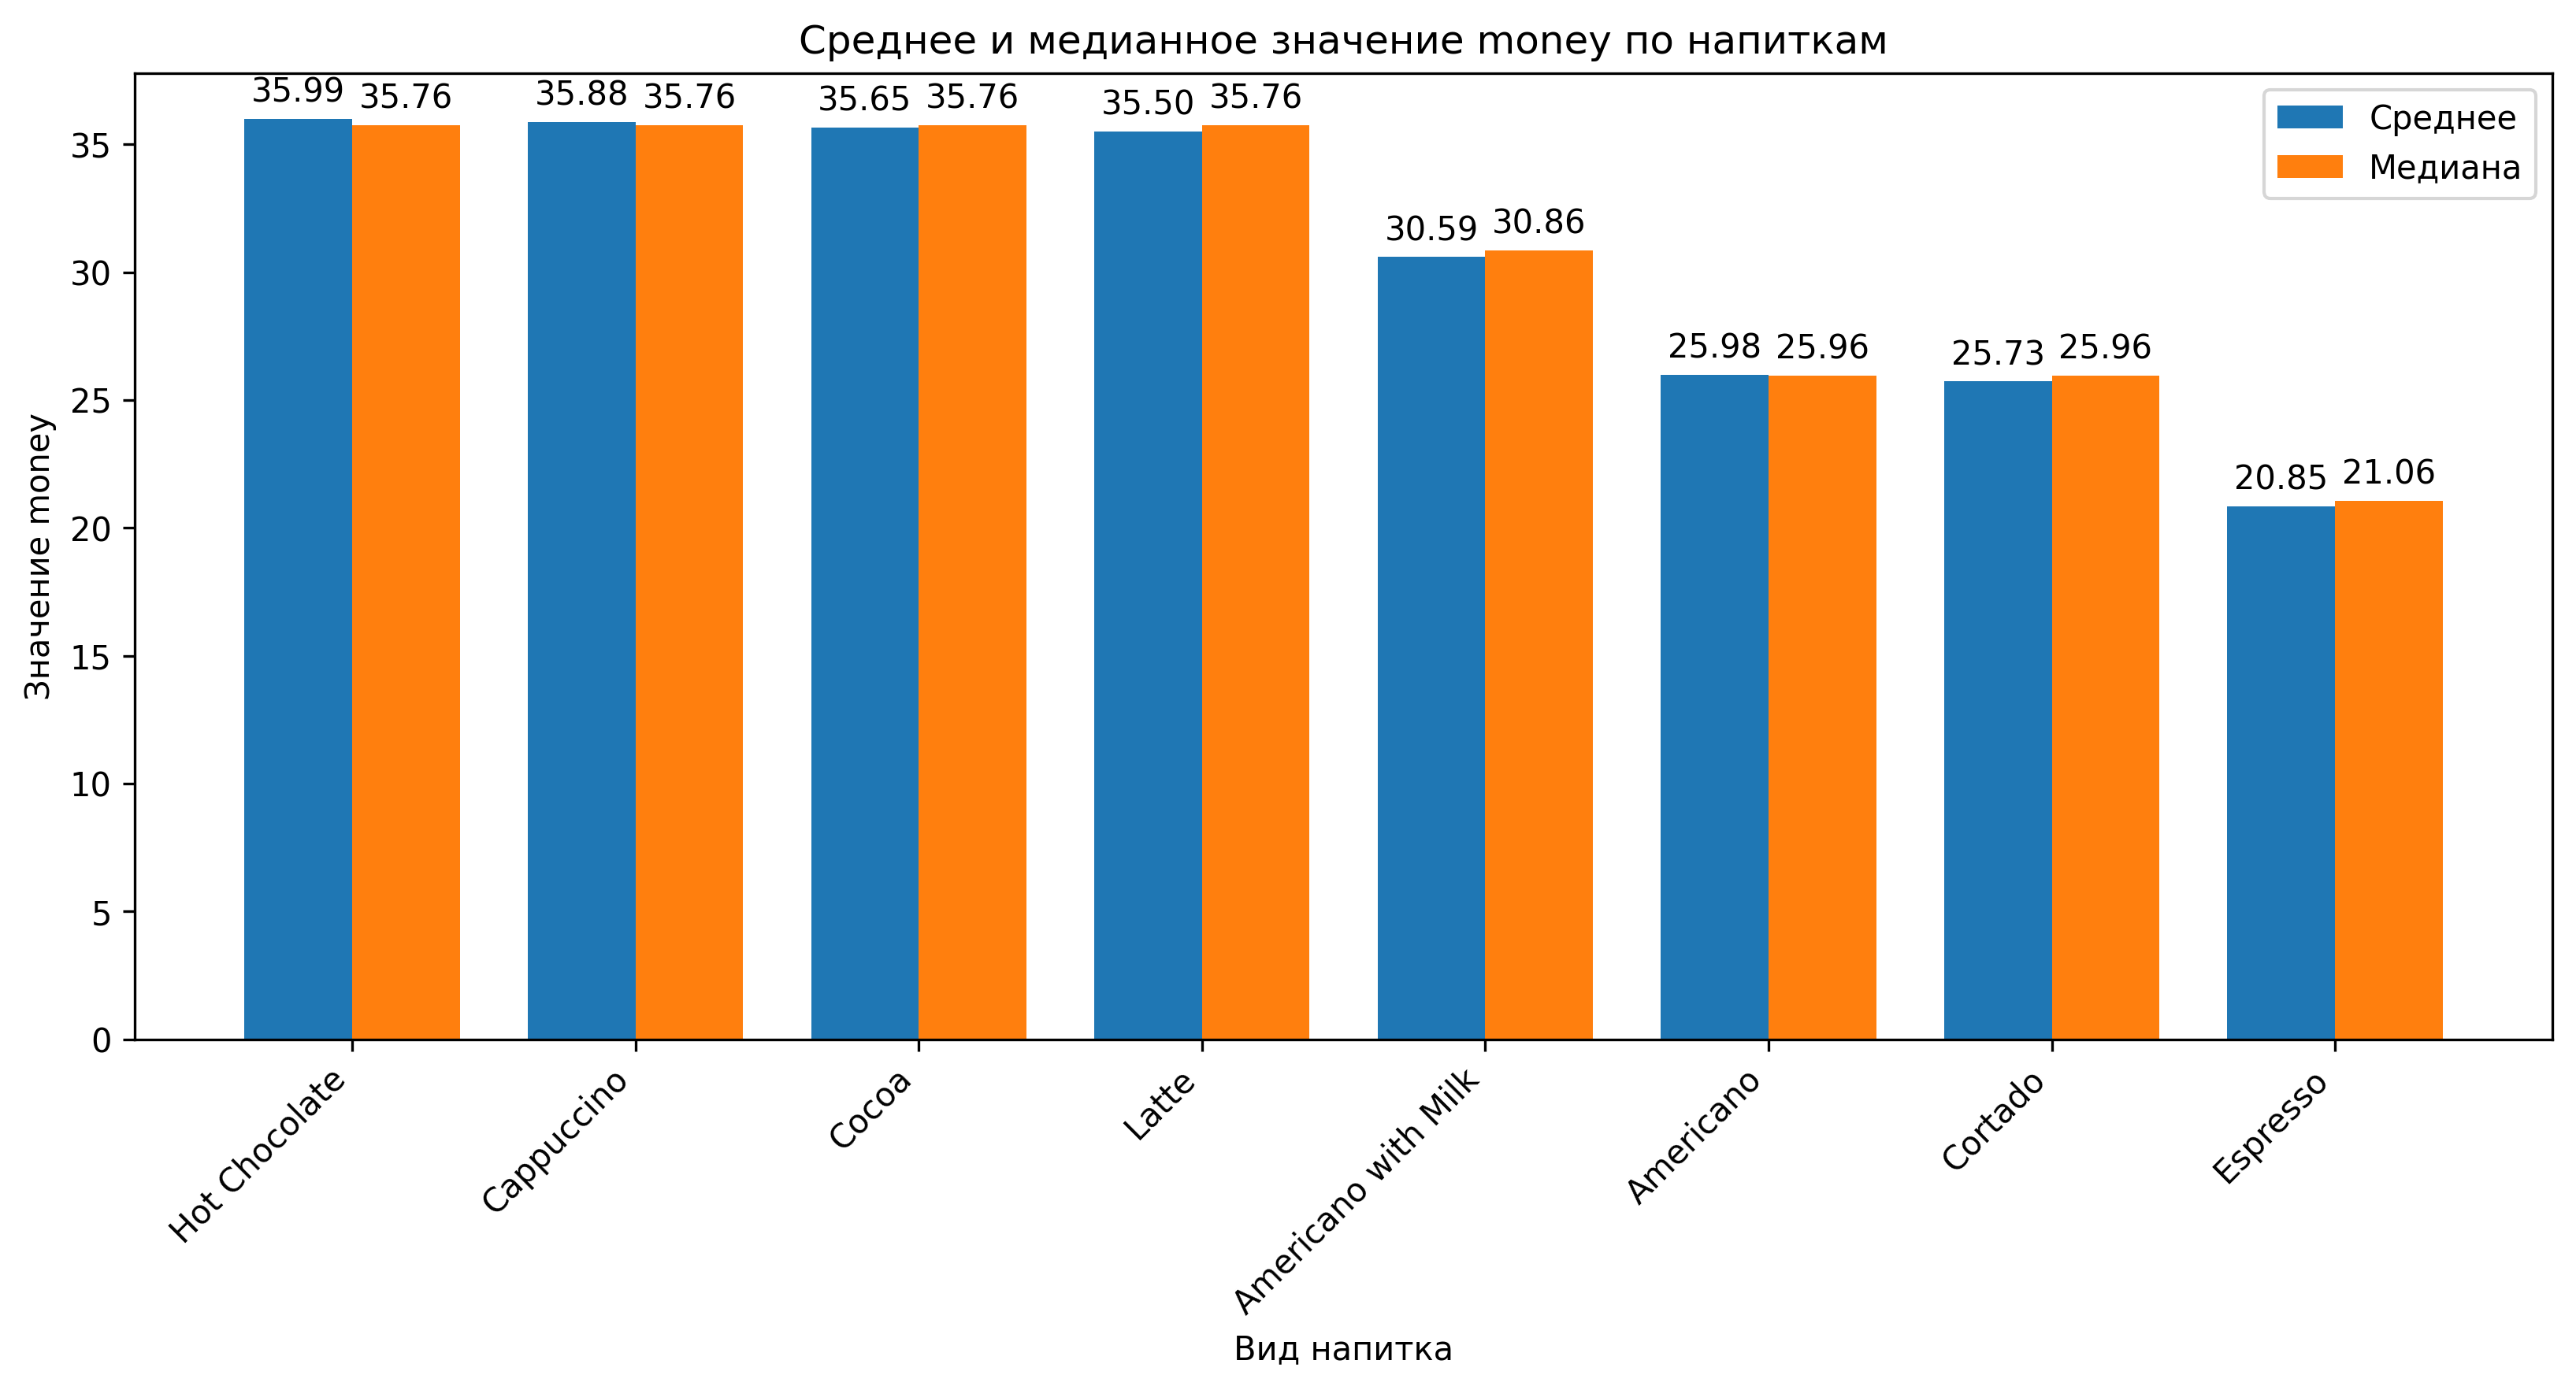 Среднее и медианное значение money по напиткам
35.99 35.76 35.88 35.76 35.65 35.76 35.50 35.76
30.59 30.86
25.98 25.96 25.73 25.96
20.85 21.06
Среднее
Медиана
Значение money
35
30
25
20
15
10
5
0
Hot Chocolate
Cappuccino
Cocoa
Latte
Americano with Milk
Americano
Cortado
Espresso
Вид напитка